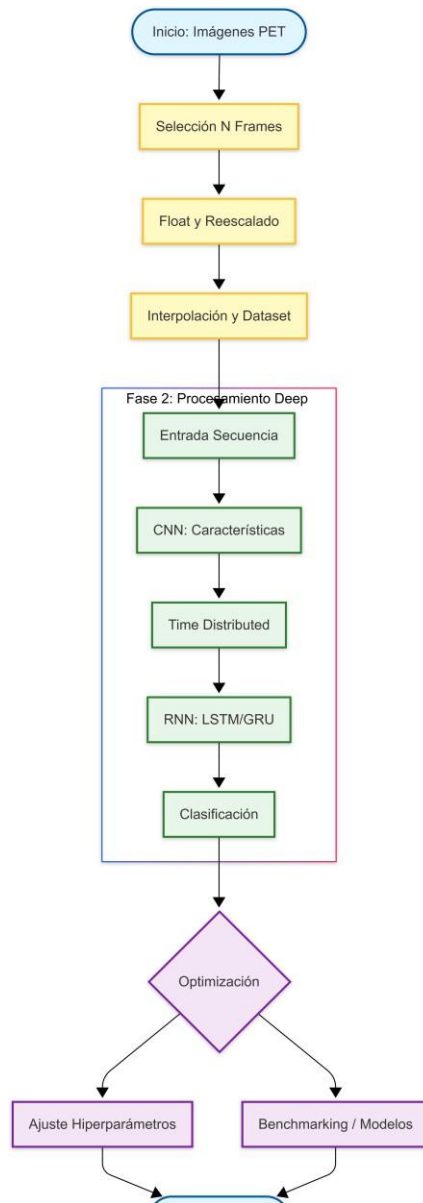 Inicio: Imágenes PET
Selección N Frames
Float y Reescalado
Interpolación y Dataset
Fase 2: Procesamiento Deep
Entrada Secuencia
CNN: Características
Time Distributed
RNN: LSTM/GRU
Clasificación
Optimización
Ajuste Hiperparámetros
Benchmarking / Modelos